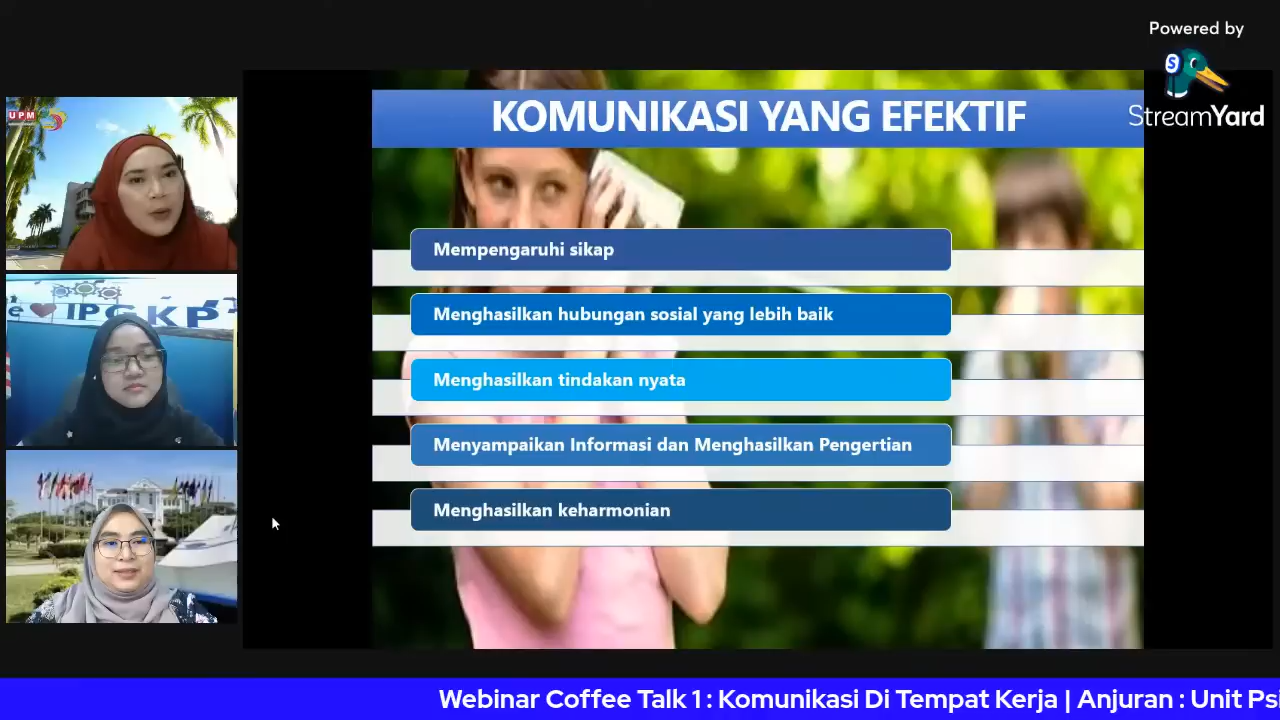 Powered by
StreamYard
UPM
KOMUNIKASI YANG EFEKTIF
Mempengaruhi sikap
Menghasilkan hubungan sosial yang lebih baik
Menghasilkan tindakan nyata
Menyampaikan Informasi dan Menghasilkan Pengertian
Menghasilkan keharmonian
e ❤ IPGKP
Webinar Coffee Talk 1 : Komunikasi Di Tempat Kerja | Anjuran : Unit Psi